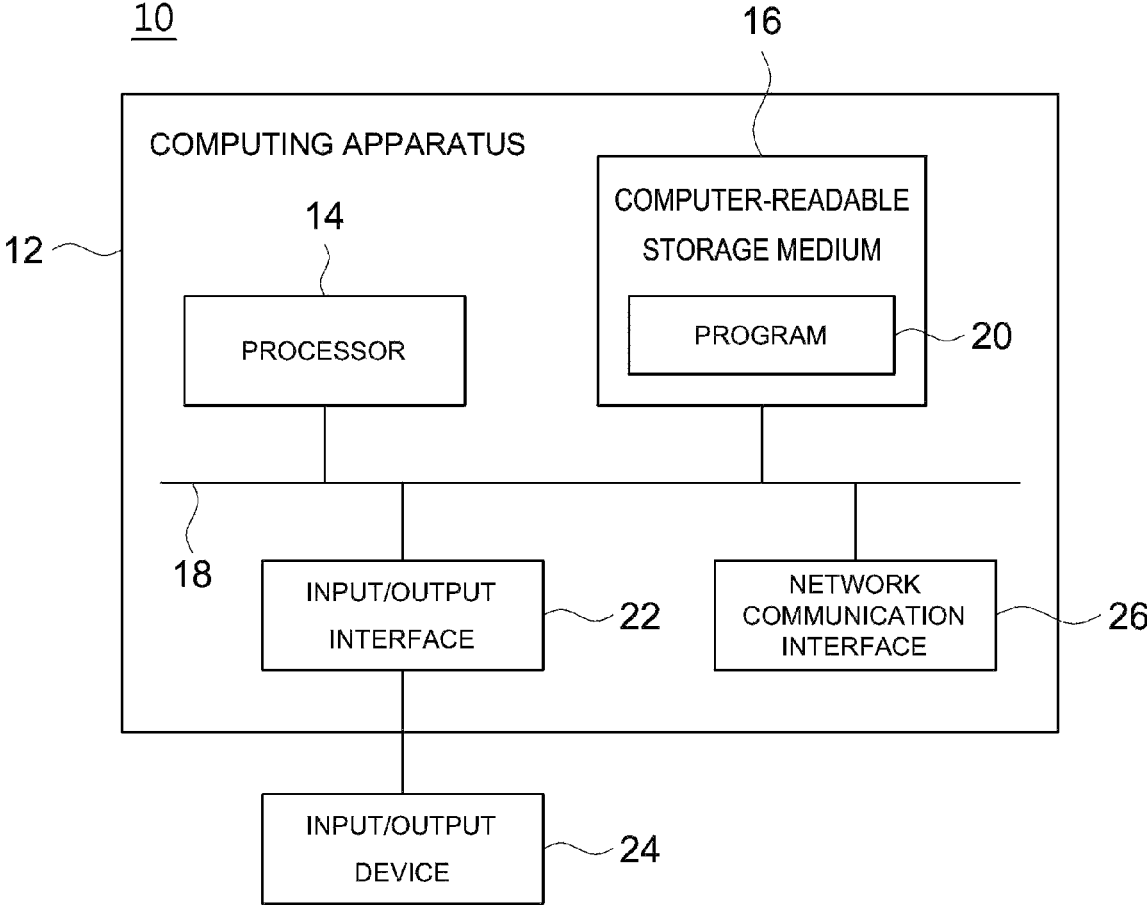 10
16
COMPUTING APPARATUS
COMPUTER-READABLE
STORAGE MEDIUM
14
12
PROCESSOR
PROGRAM
20
18
INPUT/OUTPUT
INTERFACE
22
NETWORK
COMMUNICATION
INTERFACE
26
INPUT/OUTPUT
DEVICE
24